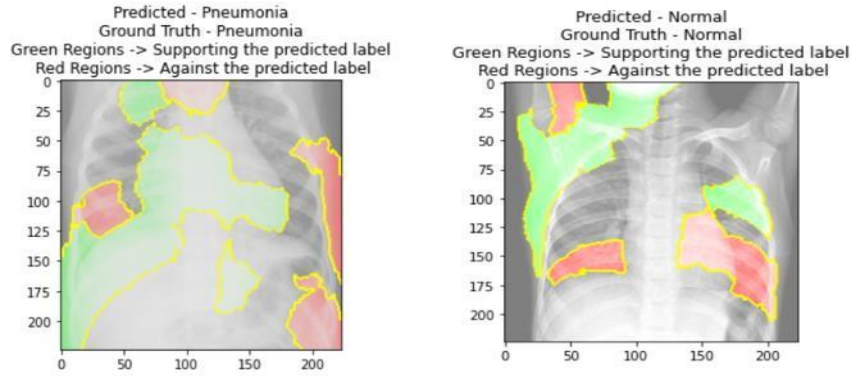 Predicted - Pneumonia
Ground Truth - Pneumonia
Green Regions -> Supporting the predicted label
Red Regions -> Against the predicted label
0
25
50
75
100
125
150
175
200
0 50 100 150 200
Predicted - Normal
Ground Truth - Normal
Green Regions -> Supporting the predicted label
Red Regions -> Against the predicted label
0
25
50
75
100
125
150
175
200
0 50 100 150 200